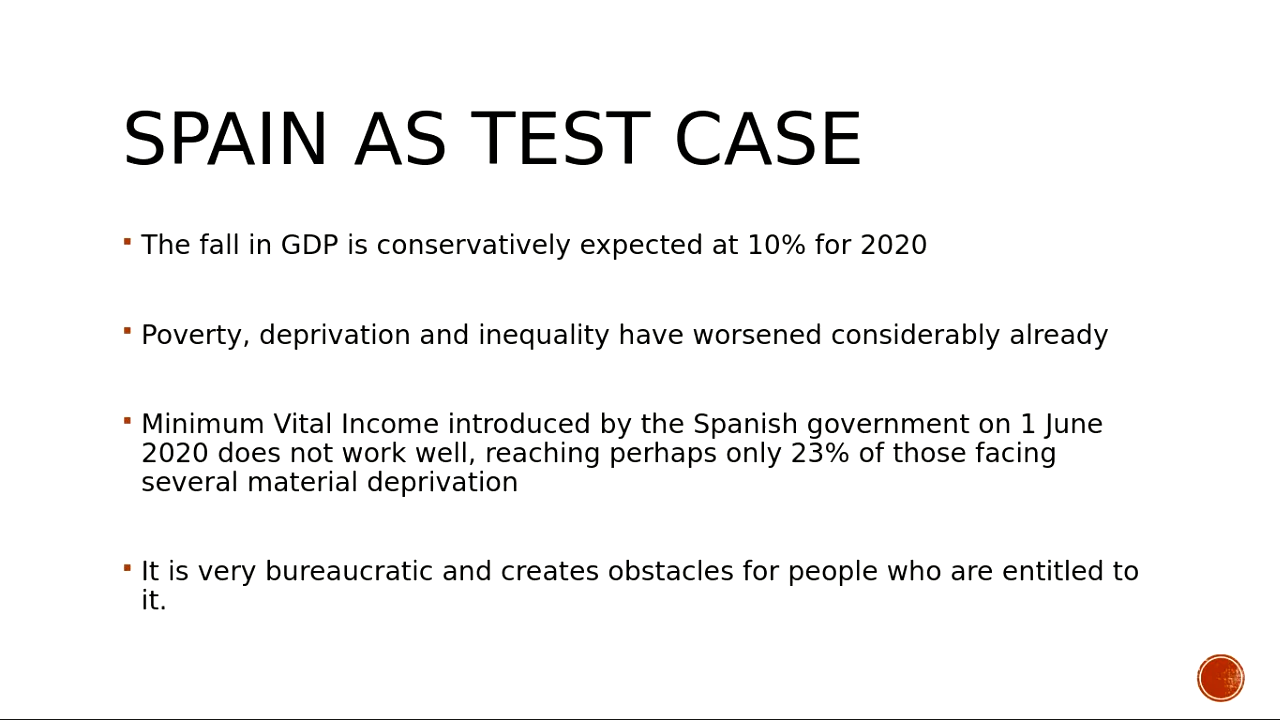 SPAIN AS TEST CASE
▪ The fall in GDP is conservatively expected at 10% for 2020
▪ Poverty, deprivation and inequality have worsened considerably already
▪ Minimum Vital Income introduced by the Spanish government on 1 June
2020 does not work well, reaching perhaps only 23% of those facing
several material deprivation
▪ It is very bureaucratic and creates obstacles for people who are entitled to
it.